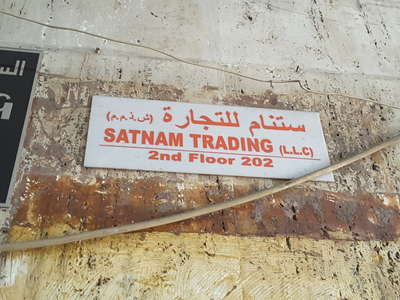 ستنام للتجارة (ش.ذ.م.م)
SATNAM TRADING (L.L.C)
2nd Floor 202